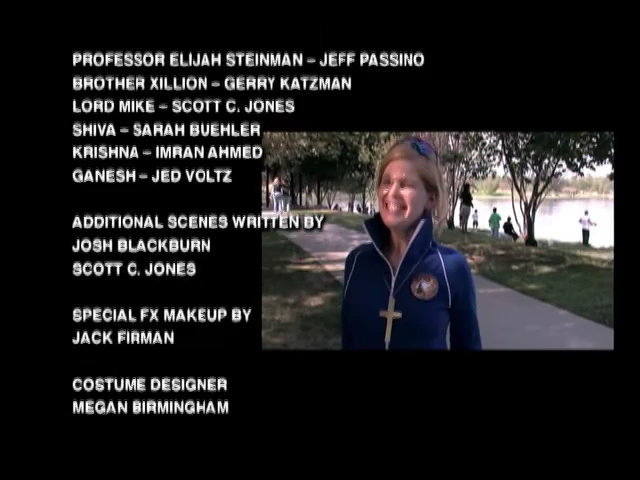 PROFESSOR ELIJAH STEINMAN – JEFF PASSINO
BROTHER XILLION – GERRY KATZMAN
LORD MIKE – SCOTT C. JONES
SHIVA – SARAH BUEHLER
KRISHNA – IMRAN AHMED
GANESH – JED VOLTZ
ADDITIONAL SCENES WRITTEN BY
JOSH BLACKBURN
SCOTT C. JONES
SPECIAL FX MAKEUP BY
JACK FIRMAN
COSTUME DESIGNER
MEGAN BIRMINGHAM